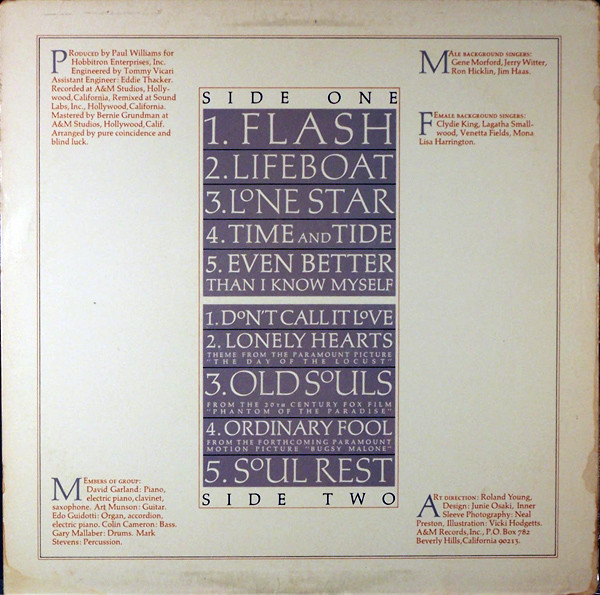 PRODUCED by Paul Williams for
Hobbitron Enterprises, Inc.
Engineered by Tommy Vicari
Assistant Engineer: Eddie Thacker.
Recorded at A&M Studios, Holly-
wood, California, Remixed at Sound
Labs, Inc., Hollywood, California.
Mastered by Bernie Grundman at
A&M Studios, Hollywood, Calif.
Arranged by pure coincidence and
blind luck.
MALE BACKGROUND SINGERS:
Gene Morford, Jerry Witter,
Ron Hicklin, Jim Haas.
FEMALE BACKGROUND SINGERS:
Clydie King, Lagatha Small-
wood, Venetta Fields, Mona
Lisa Harrington.
SIDE ONE
1. FLASH
2. LIFEBOAT
3. LONE STAR
4. TIME AND TIDE
5. EVEN BETTER
THAN I KNOW MYSELF
1. DON'T CALL IT LOVE
2. LONELY HEARTS
THEME FROM THE PARAMOUNT PICTURE
"THE DAY OF THE LOCUST"
3. OLD SOULS
FROM THE 20TH CENTURY FOX FILM
"PHANTOM OF THE PARADISE"
4. ORDINARY FOOL
FROM THE FORTHCOMING PARAMOUNT
MOTION PICTURE "BUGSY MALONE"
5. SOUL REST
SIDE TWO
MEMBERS OF GROUP:
David Garland: Piano,
electric piano, clavinet,
saxophone. Art Munson: Guitar.
Edo Guidotti: Organ, accordion,
electric piano. Colin Cameron: Bass.
Gary Mallaber: Drums. Mark
Stevens: Percussion.
ART DIRECTION: Roland Young,
Design: Junie Osaki, Inner
Sleeve Photography: Neal
Preston, Illustration: Vicki Hodgetts.
A&M Records, Inc., P.O. Box 782
Beverly Hills, California 90213.